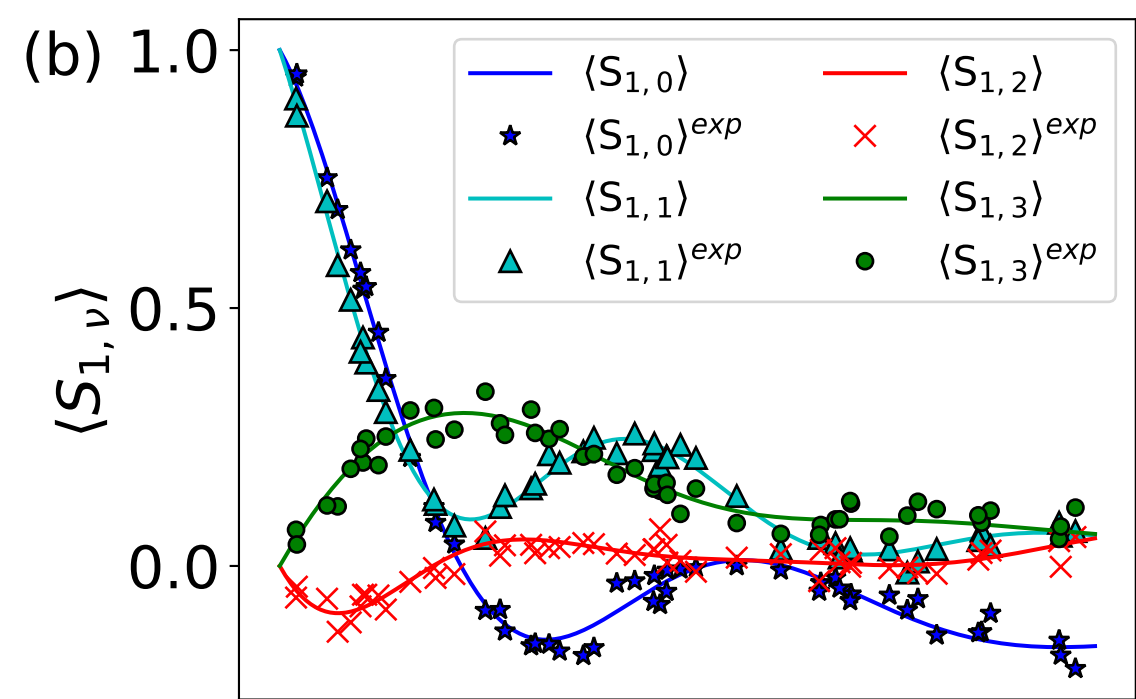 (b)
1.0
0.5
0.0
⟨S₁,ᵥ⟩
⟨S₁,₀⟩
⟨S₁,₀⟩ᵉˣᵖ
⟨S₁,₁⟩
⟨S₁,₁⟩ᵉˣᵖ
⟨S₁,₂⟩
⟨S₁,₂⟩ᵉˣᵖ
⟨S₁,₃⟩
⟨S₁,₃⟩ᵉˣᵖ